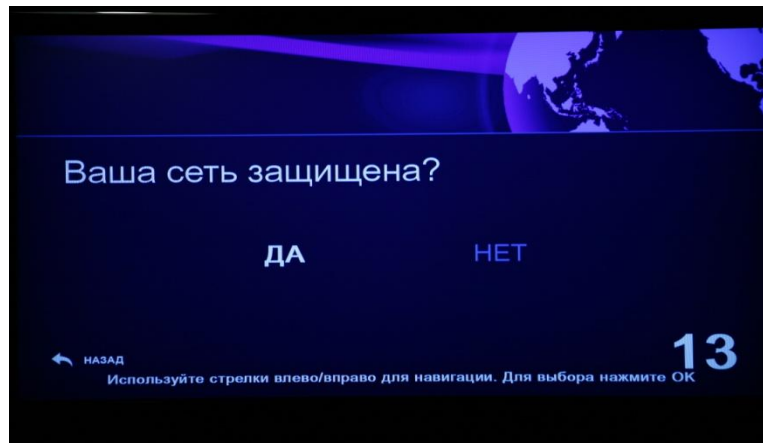 Ваша сеть защищена?
ДА НЕТ
НАЗАД
13
Используйте стрелки влево/вправо для навигации. Для выбора нажмите OK